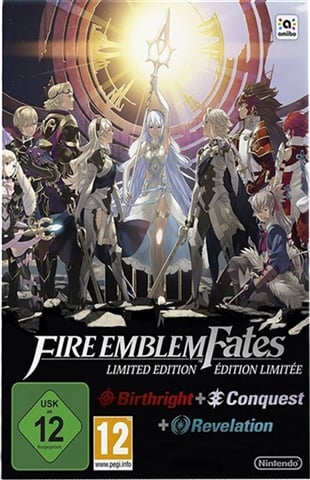 amiibo
FIRE EMBLEM Fates
LIMITED EDITION ÉDITION LIMITÉE
Birthright + Conquest
+ Revelation
USK
ab
12
freigegeben
12
www.pegi.info
Nintendo